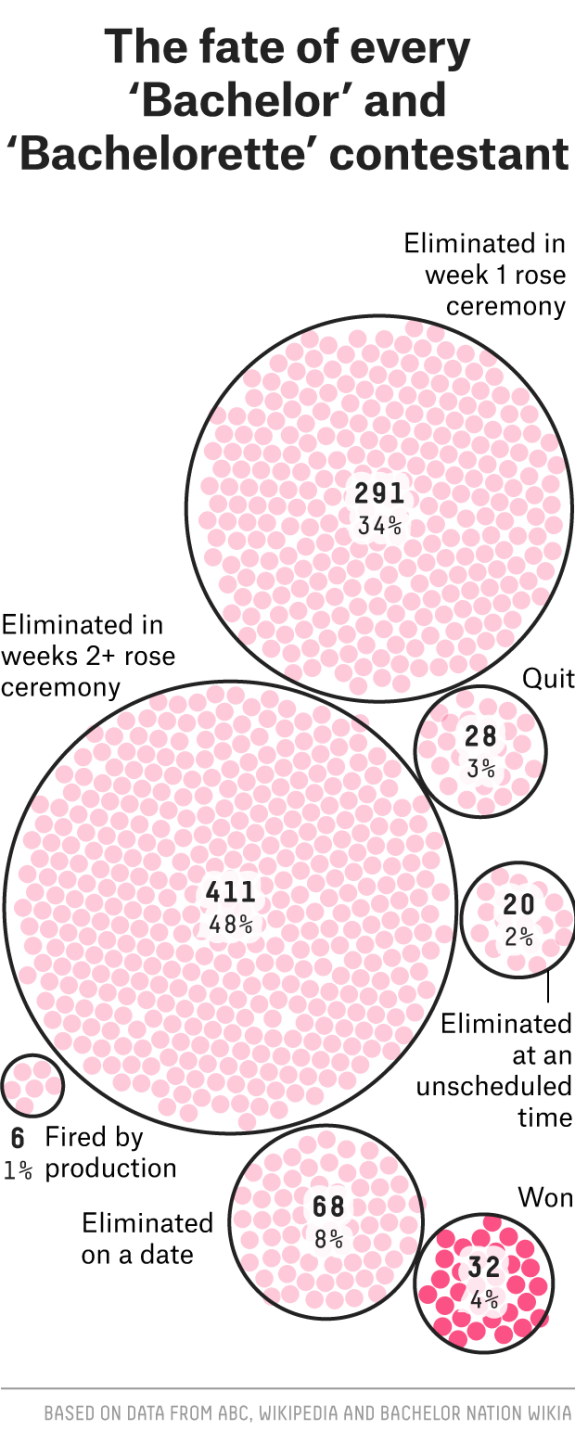 The fate of every
‘Bachelor’ and
‘Bachelorette’ contestant
Eliminated in
week 1 rose
ceremony
291
34%
Eliminated in
weeks 2+ rose
ceremony
411
48%
Quit
28
3%
20
2%
Eliminated
at an
unscheduled
time
6 Fired by
1% production
Eliminated
on a date
68
8%
Won
32
4%
BASED ON DATA FROM ABC, WIKIPEDIA AND BACHELOR NATION WIKIA